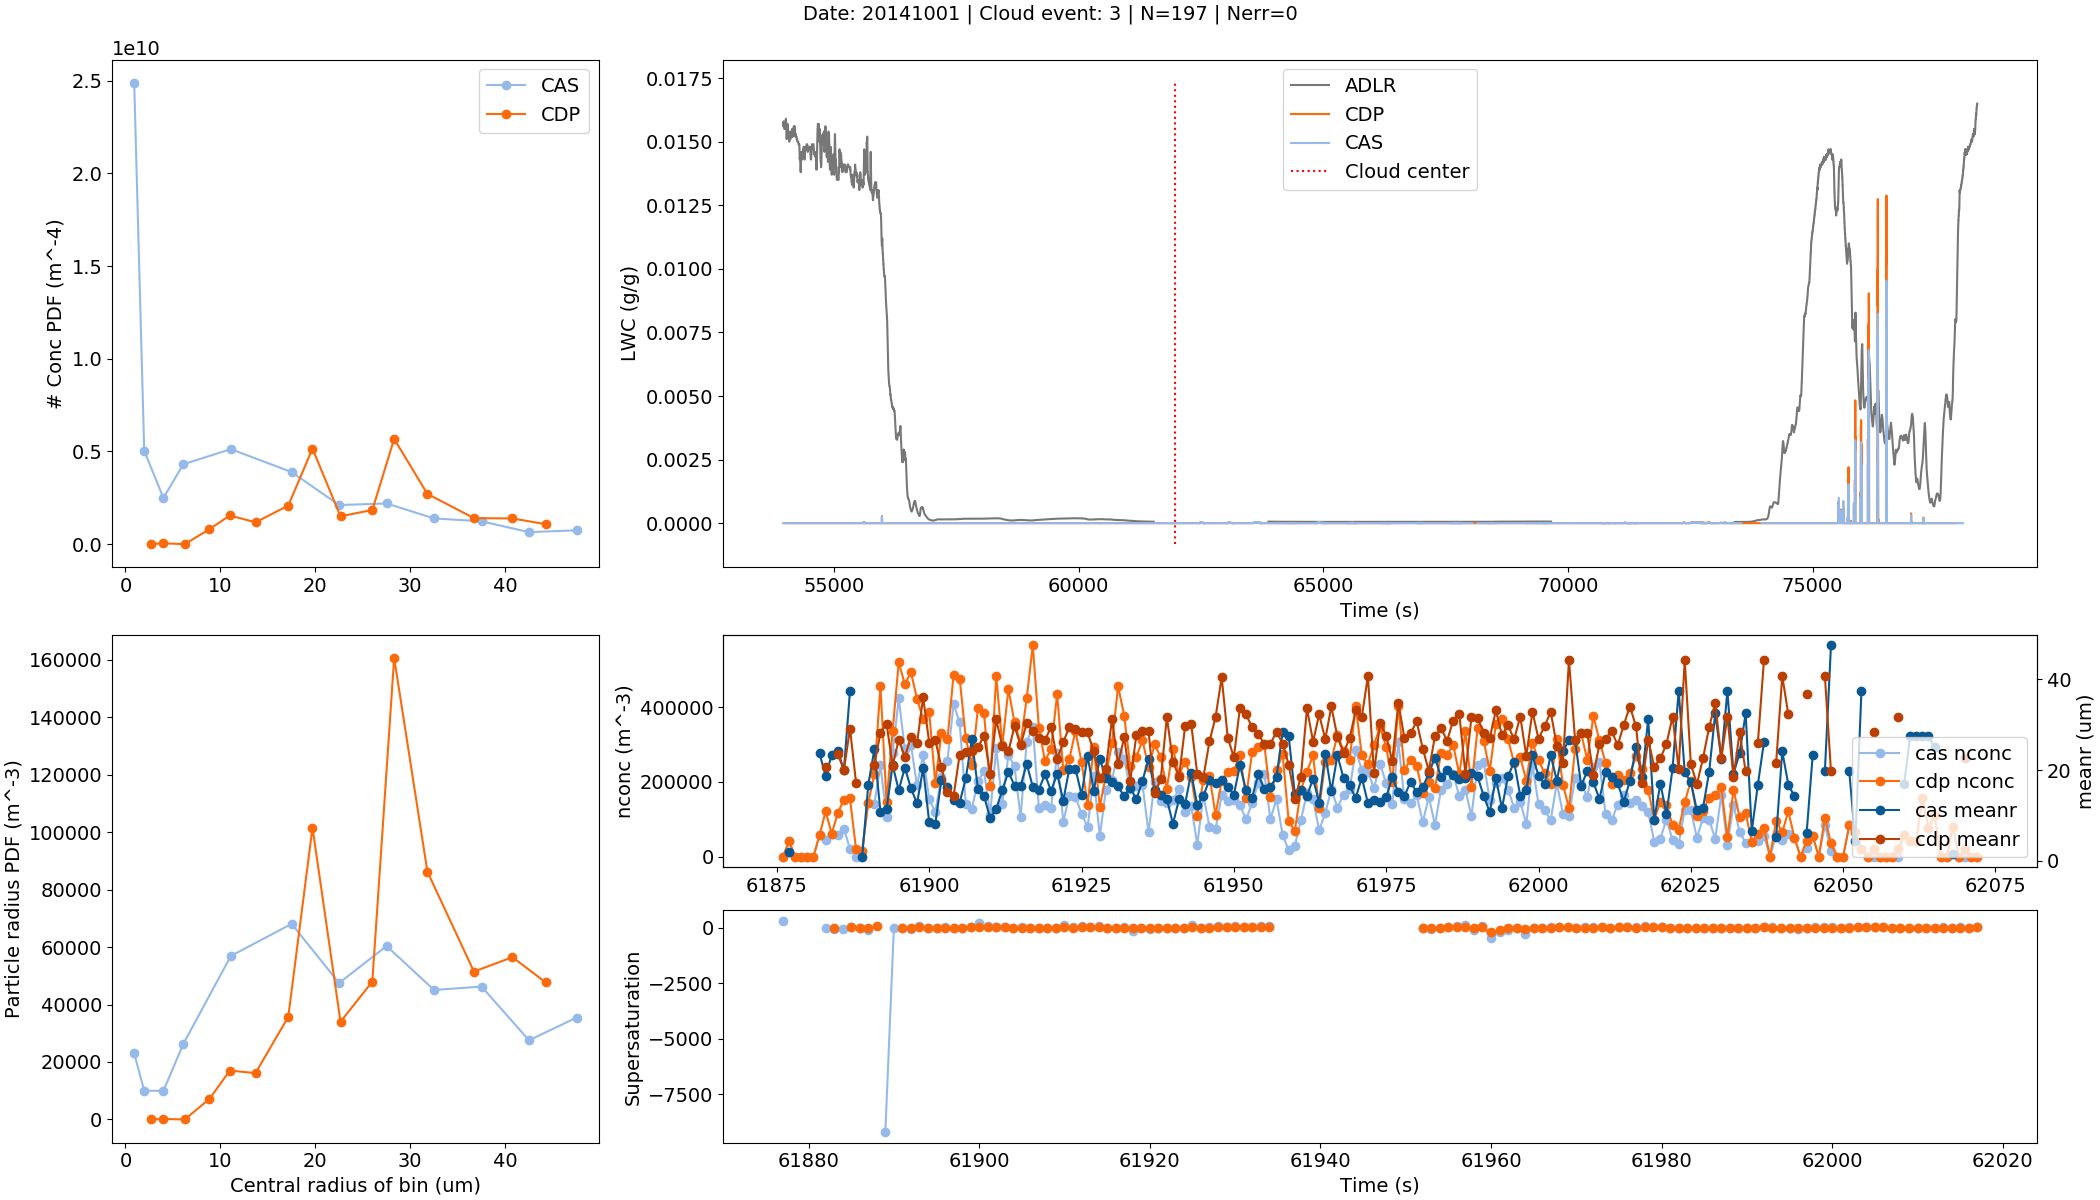 Date: 20141001 | Cloud event: 3 | N=197 | Nerr=0
1e10
# Conc PDF (m^-4)
2.5
2.0
1.5
1.0
0.5
0.0
0 10 20 30 40
CAS
CDP
LWC (g/g)
0.0175
0.0150
0.0125
0.0100
0.0075
0.0050
0.0025
0.0000
55000 60000 65000 70000 75000
Time (s)
ADLR
CDP
CAS
Cloud center
Particle radius PDF (m^-3)
160000
140000
120000
100000
80000
60000
40000
20000
0
0 10 20 30 40
Central radius of bin (um)
nconc (m^-3)
400000
200000
0
61875 61900 61925 61950 61975 62000 62025 62050 62075
40
20
0
meanr (um)
cas nconc
cdp nconc
cas meanr
cdp meanr
Supersaturation
0
−2500
−5000
−7500
61880 61900 61920 61940 61960 61980 62000 62020
Time (s)